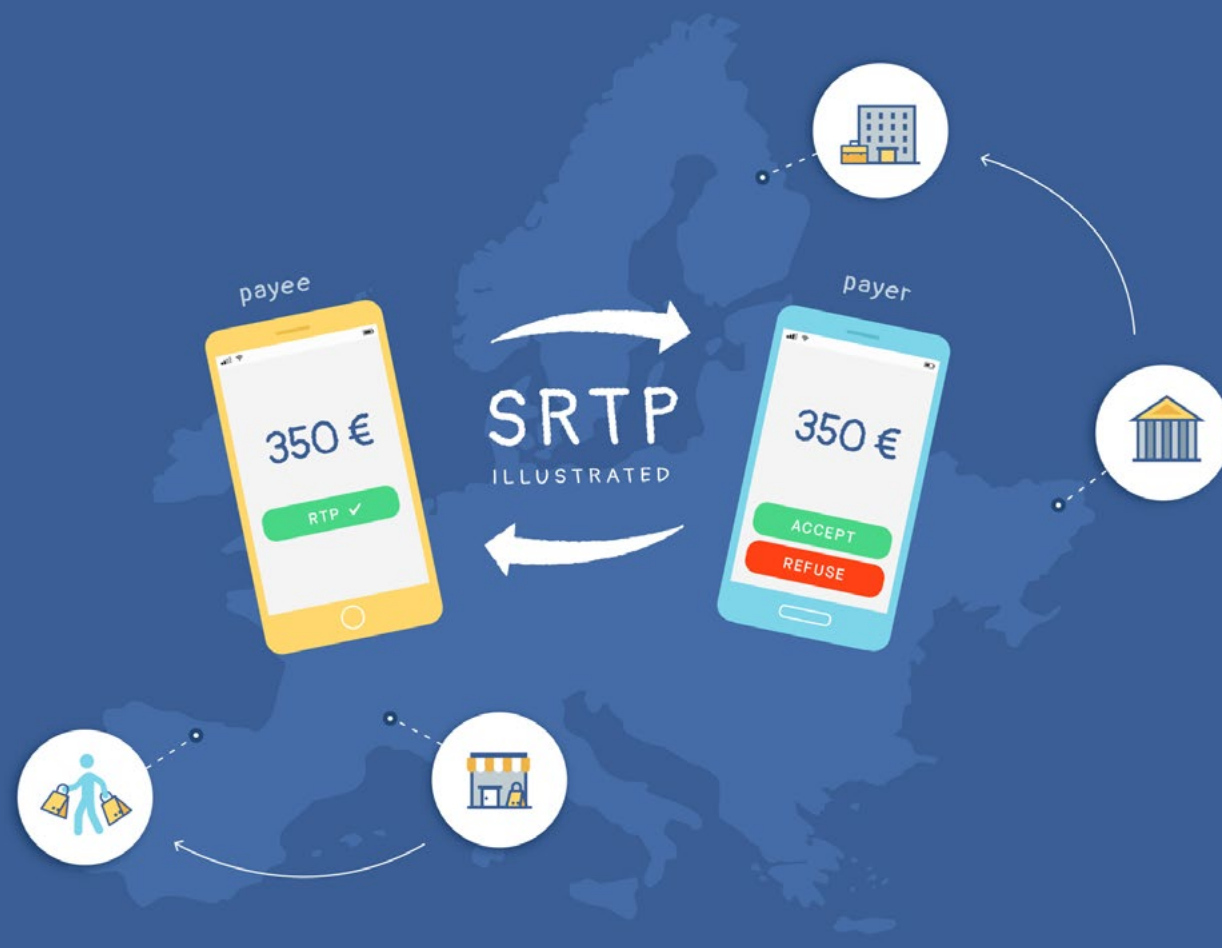 payee
payer
350 €
RTP ✓
SRTP
ILLUSTRATED
350 €
ACCEPT
REFUSE